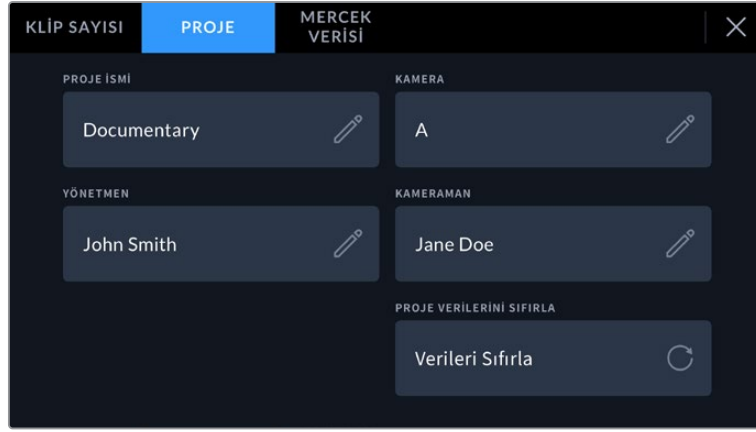 KLİP SAYISI
PROJE
MERCEK
VERİSİ
PROJE İSMİ
KAMERA
Documentary
A
YÖNETMEN
KAMERAMAN
John Smith
Jane Doe
PROJE VERİLERİNİ SIFIRLA
Verileri Sıfırla